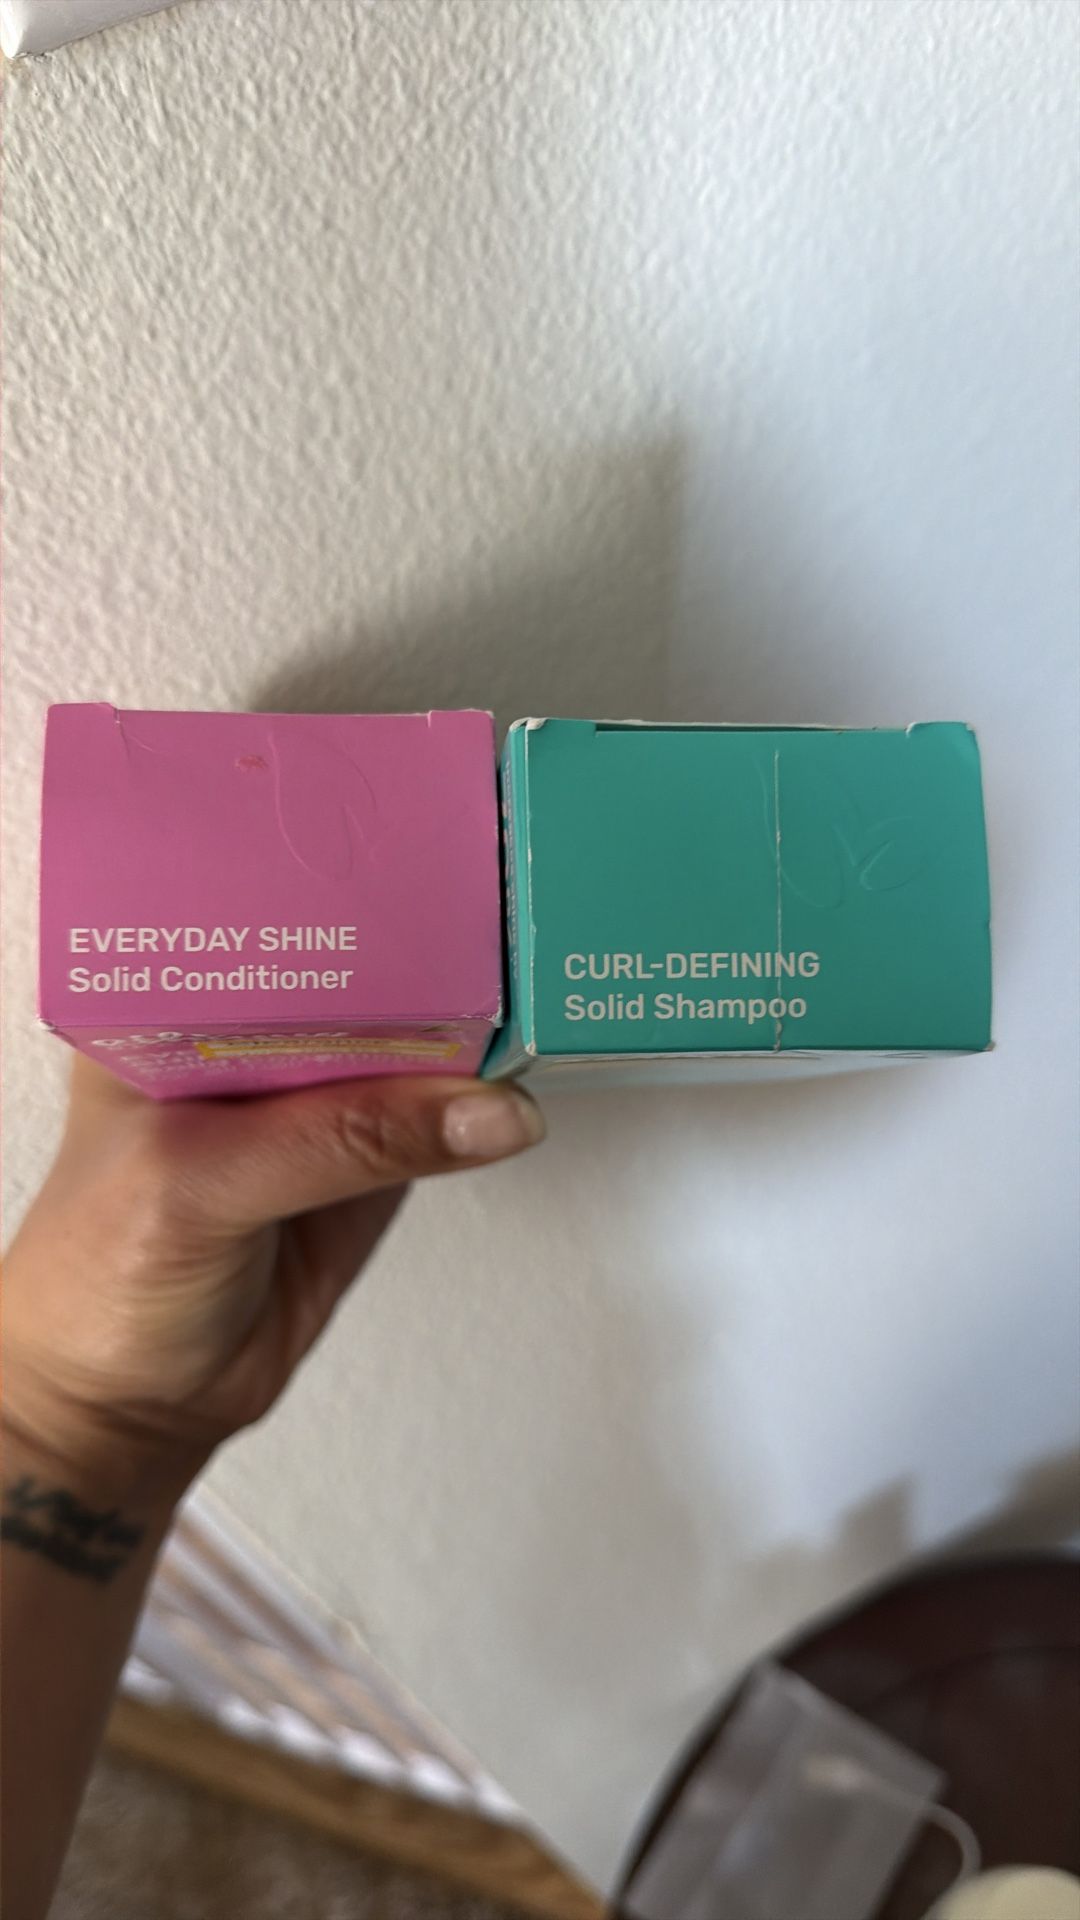 EVERYDAY SHINE
Solid Conditioner
CURL-DEFINING
Solid Shampoo